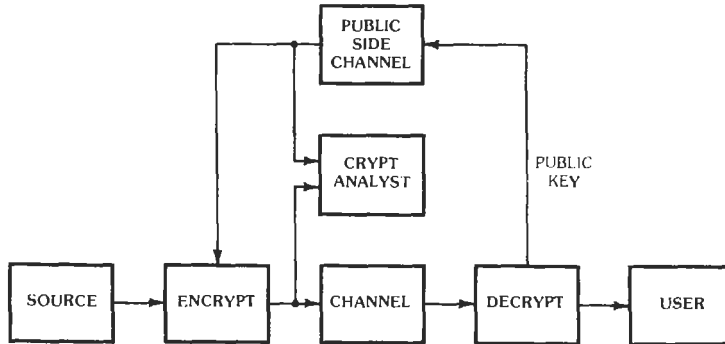 PUBLIC
SIDE
CHANNEL
CRYPT
ANALYST
PUBLIC
KEY
SOURCE
ENCRYPT
CHANNEL
DECRYPT
USER